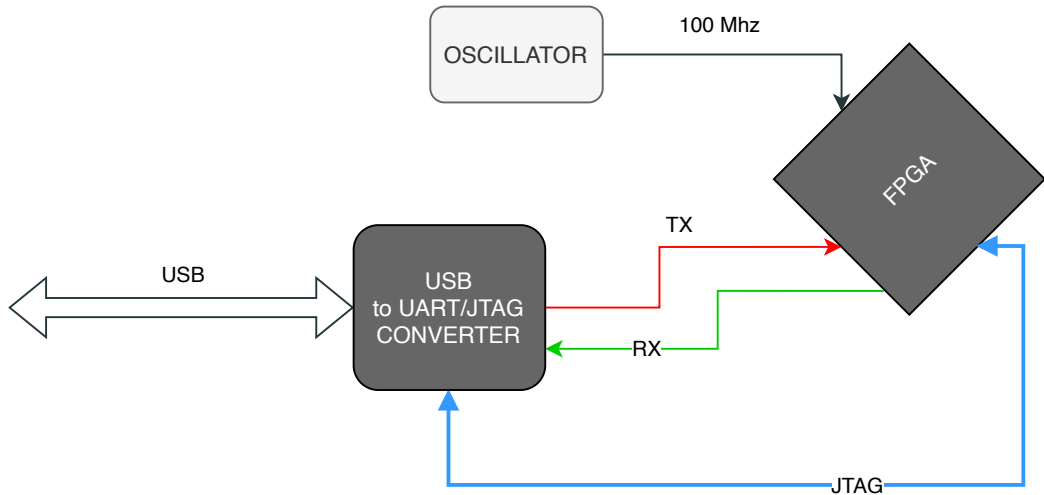 100 Mhz
OSCILLATOR
FPGA
TX
USB
USB
to UART/JTAG
CONVERTER
RX
JTAG